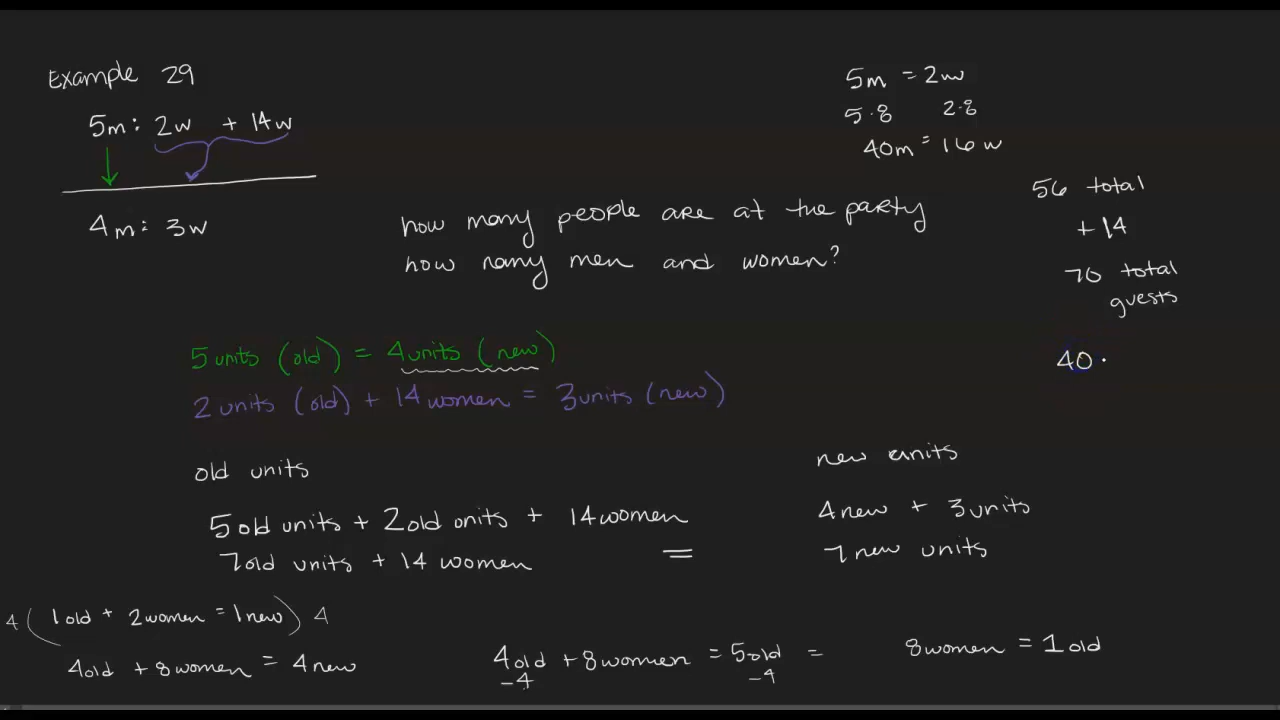 Example 29
5m: 2w + 14w
4m: 3w
5m = 2w
5·8 2·8
40m = 16w
56 total
+ 14
70 total
guests
40 ·
how many people are at the party
how many men and women?
5 units (old) = 4 units (new)
2 units (old) + 14 women = 3 units (new)
old units
5 old units + 2 old units + 14 women
7 old units + 14 women =
new units
4 new + 3 units
7 new units
4 ( 1 old + 2 women = 1 new ) 4
4 old + 8 women = 4 new
4 old + 8 women = 5 old =
-4 -4
8 women = 1 old